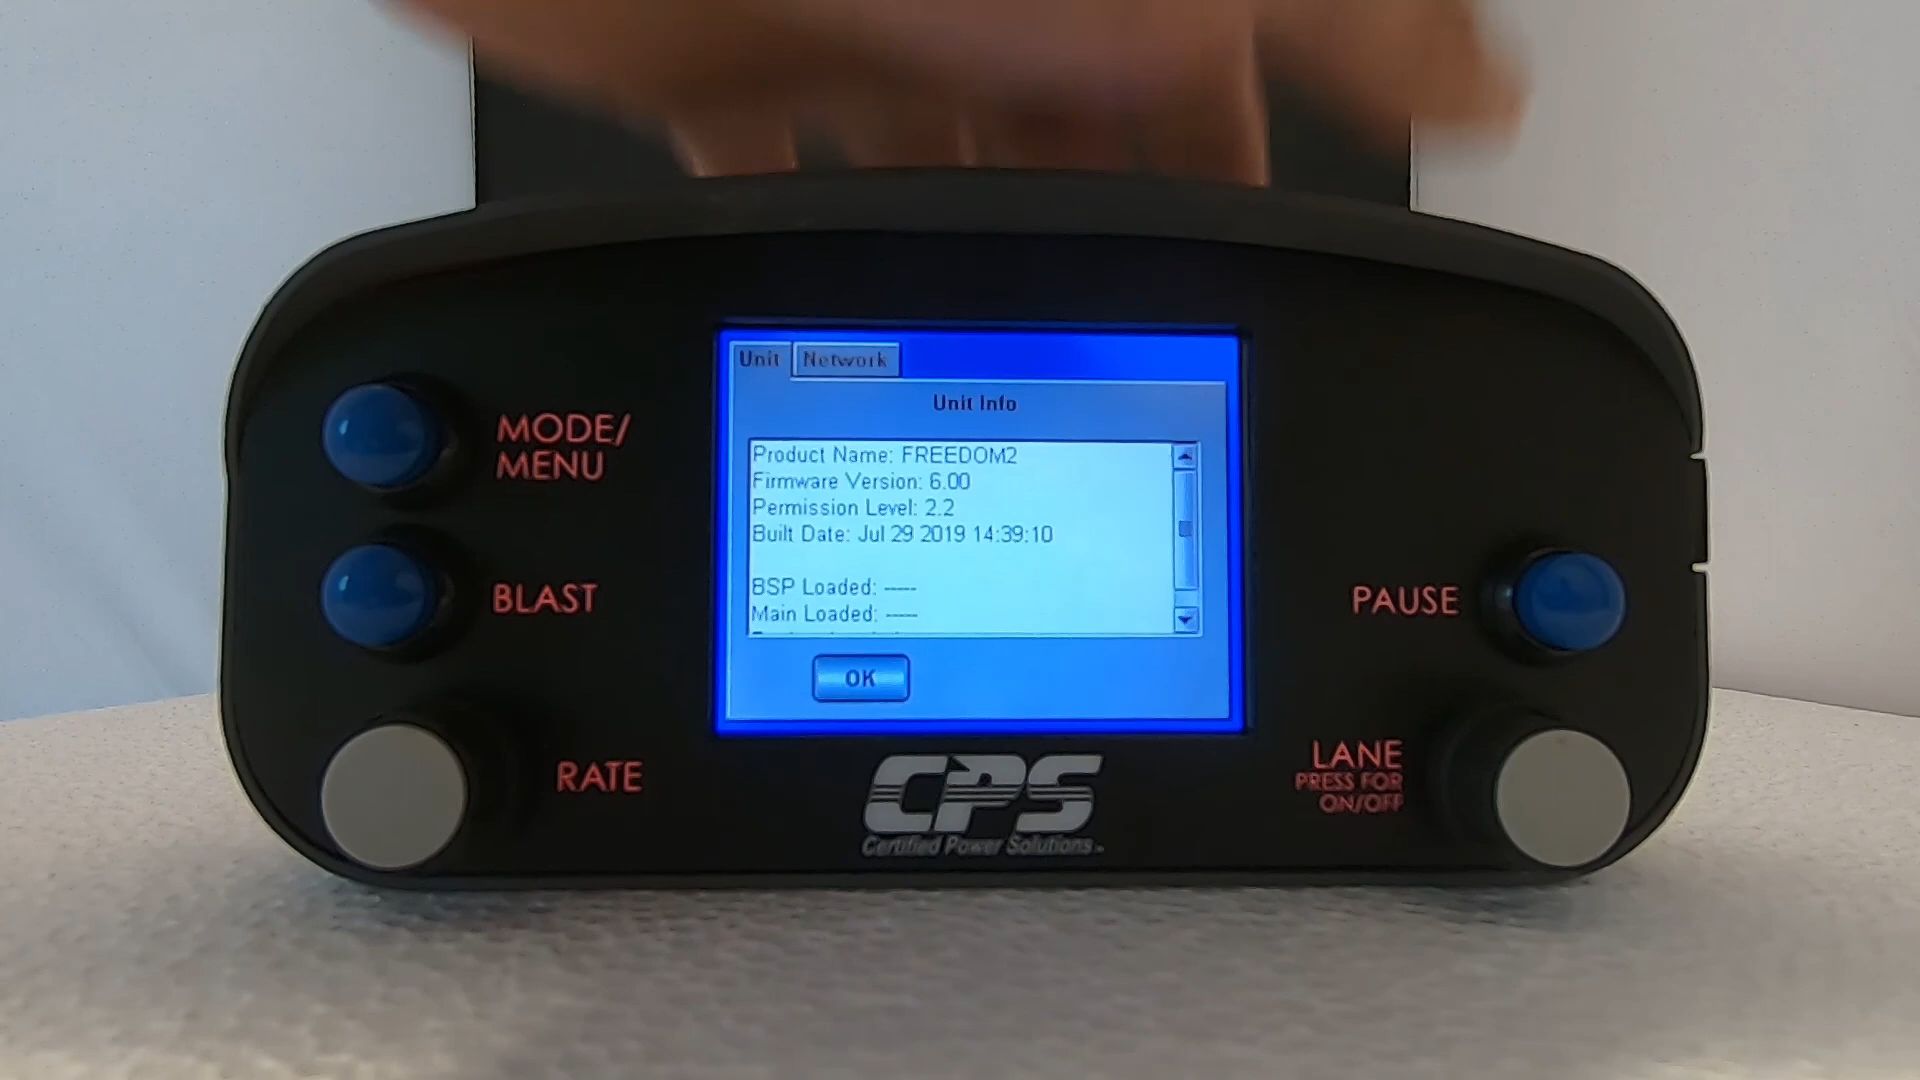 Unit Network
Unit Info
Product Name: FREEDOM2
Firmware Version: 6.00
Permission Level: 2.2
Built Date: Jul 29 2019 14:39:10
BSP Loaded: ----
Main Loaded: ----
OK
MODE/
MENU
BLAST
RATE
PAUSE
LANE
PRESS FOR
ON/OFF
CPS
Certified Power Solutions